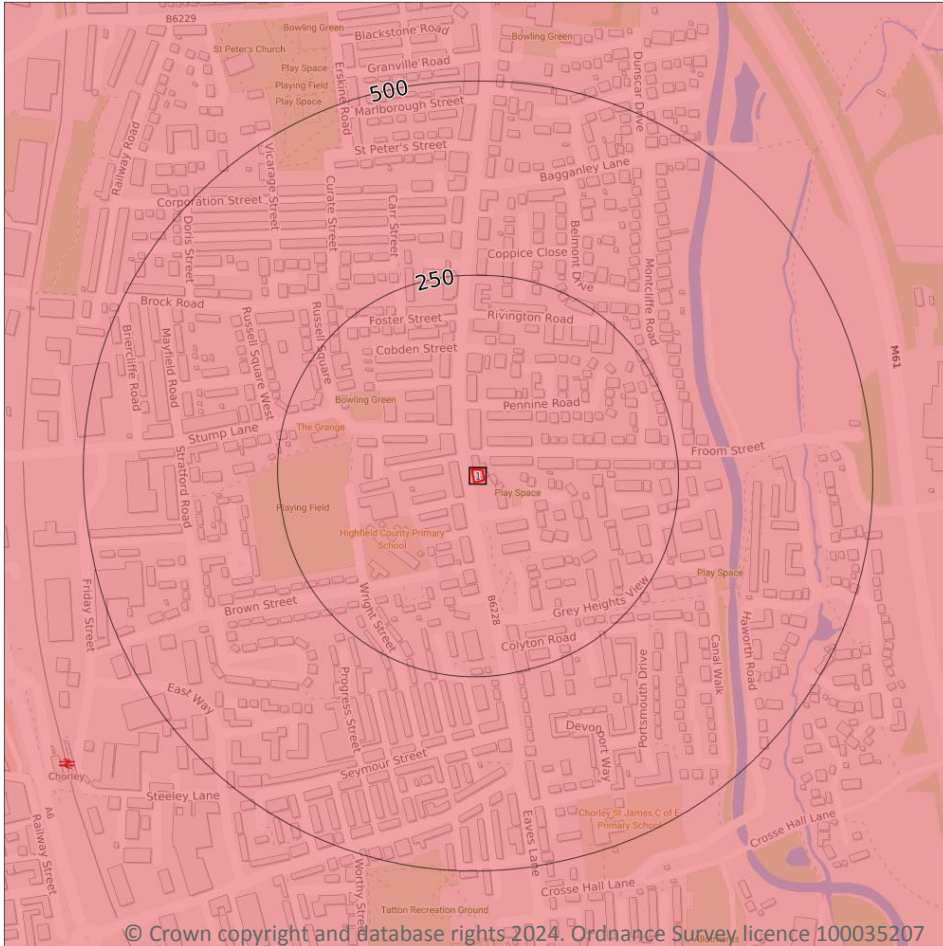 B6229
Bowling Green
Blackstone Road
Bowling Green
St Peter's Church
Granville Road
Play Space
Playing Field
Play Space
Erskine Road
Dunscar Drive
500
Marlborough Street
Railway Road
St Peter's Street
Vicarage Street
Bagganley Lane
Corporation Street
Curate Street
Carr Street
Doris Street
Belmont Drive
Coppice Close
Montcliffe Road
250
Brock Road
Foster Street
Rivington Road
Russell Square
Russell Square West
Cobden Street
Briercliffe Road
Mayfield Road
M61
Bowling Green
Pennine Road
The Grange
Stump Lane
Froom Street
Stratford Road
1
Play Space
Playing Field
Highfield County Primary
School
Play Space
Friday Street
Brown Street
Wright Street
B6228
Grey Heights View
Colyton Road
Canal Walk
Haworth Road
Portsmouth Drive
Progress Street
East Way
Devonport Way
Seymour Street
Chorley
Steeley Lane
A6
Railway Street
Eaves Lane
Chorley St James C of E
Primary School
Crosse Hall Lane
Worthy Street
Crosse Hall Lane
Tatton Recreation Ground
© Crown copyright and database rights 2024. Ordnance Survey licence 100035207